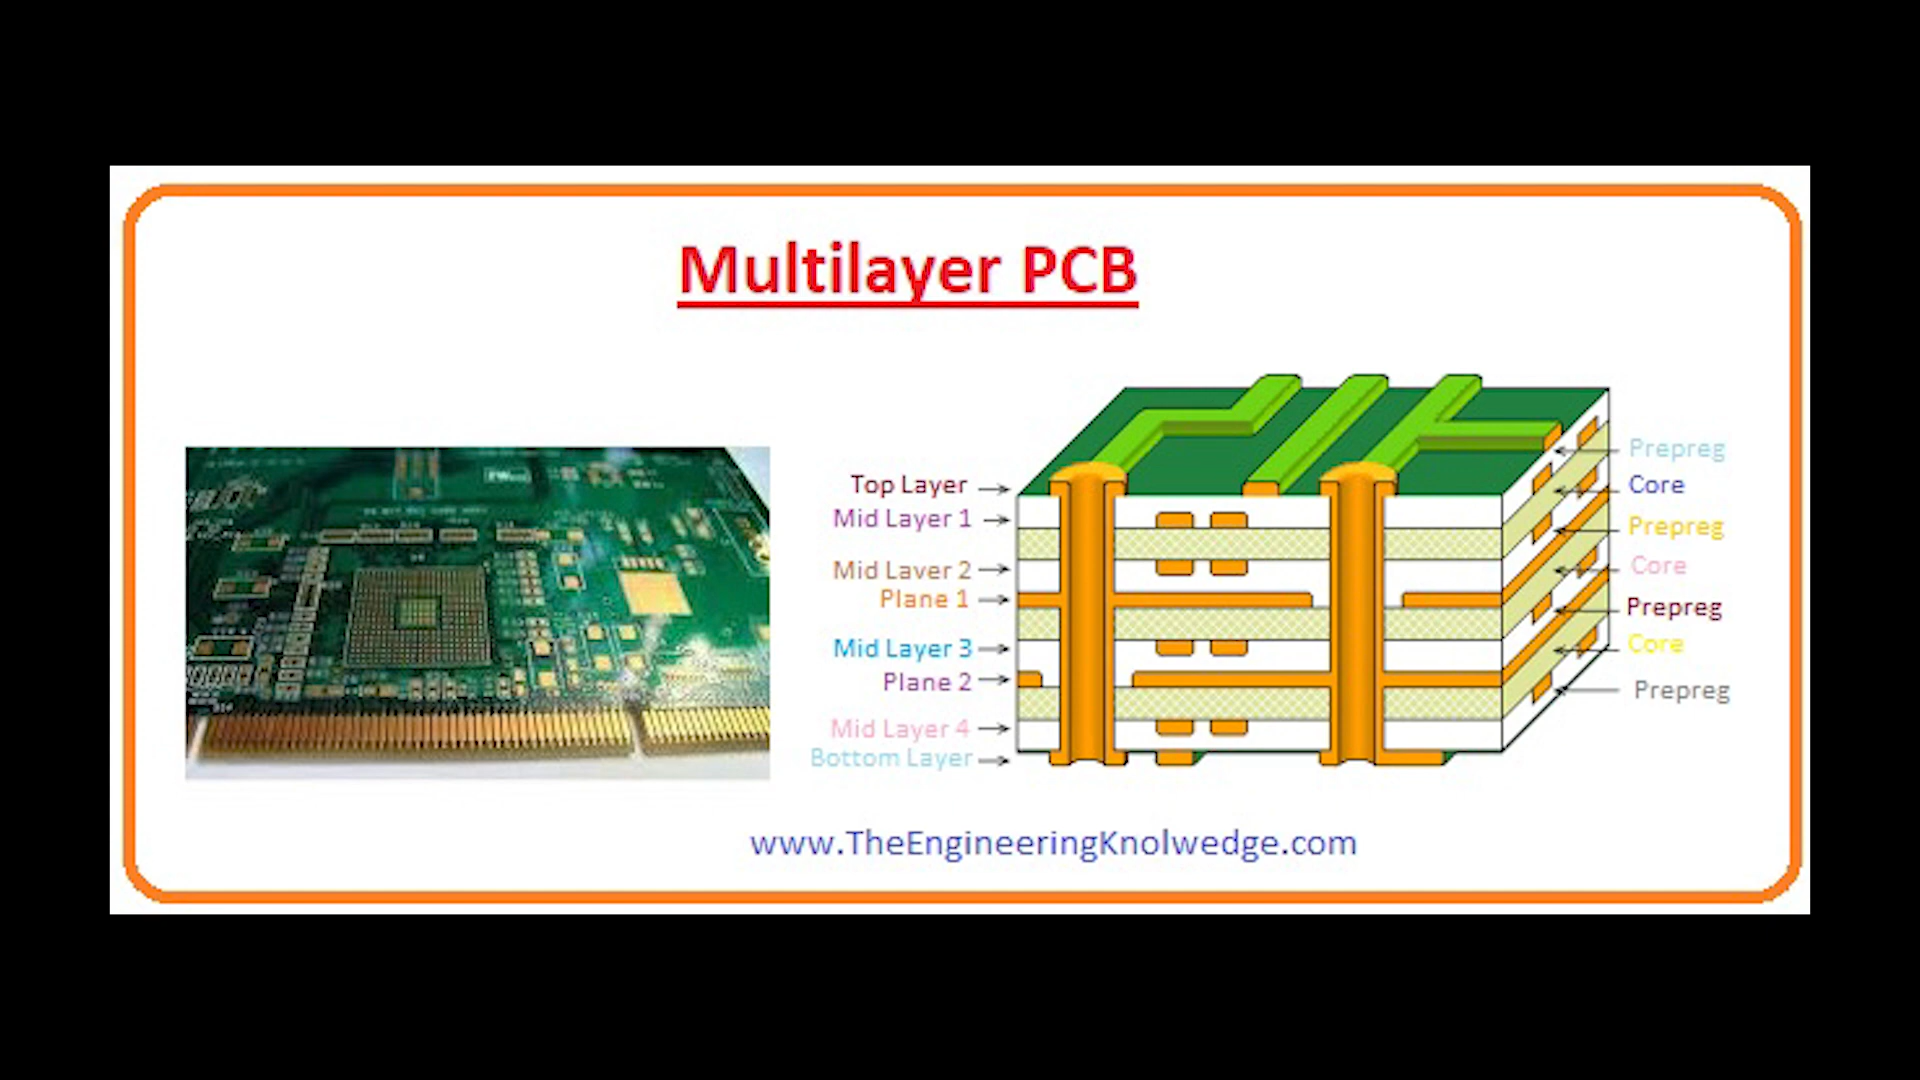 Multilayer PCB
Top Layer
Mid Layer 1
Mid Laver 2
Plane 1
Mid Layer 3
Plane 2
Mid Layer 4
Bottom Layer
Prepreg
Core
Prepreg
Core
Prepreg
Core
Prepreg
www.TheEngineeringKnolwedge.com